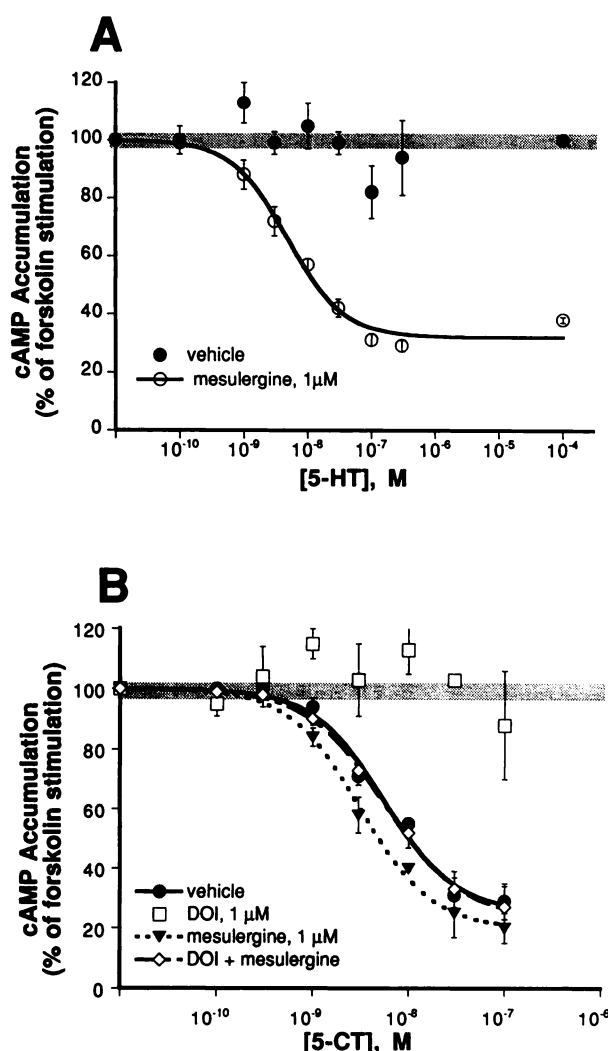 A
cAMP Accumulation
(% of forskolin stimulation)
120
100
80
60
40
20
0
vehicle
mesulergine, 1μM
10-10 10-9 10-8 10-7 10-6 10-5 10-4
[5-HT], M
B
cAMP Accumulation
(% of forskolin stimulation)
120
100
80
60
40
20
0
vehicle
DOI, 1 μM
mesulergine, 1 μM
DOI + mesulergine
10-10 10-9 10-8 10-7 10-6
[5-CT], M